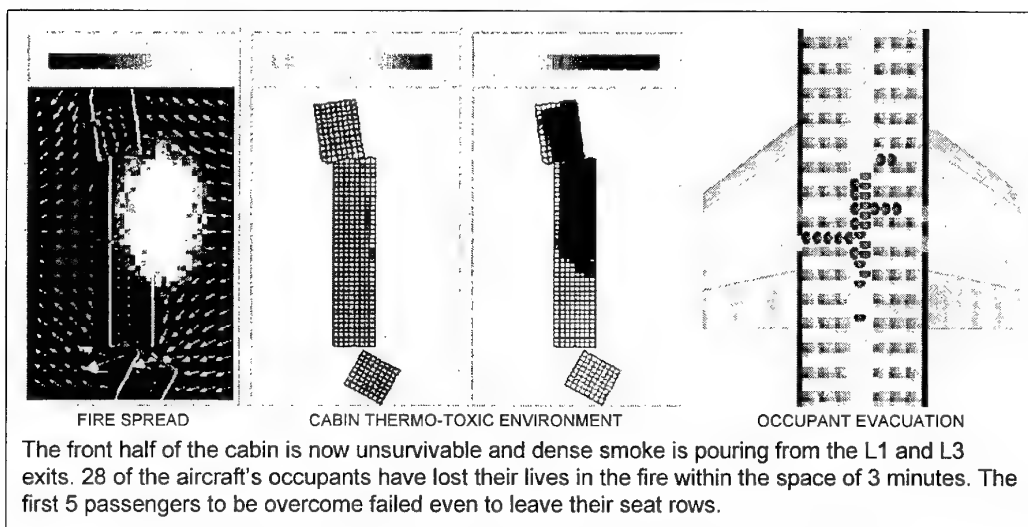 FIRE SPREAD CABIN THERMO-TOXIC ENVIRONMENT OCCUPANT EVACUATION
The front half of the cabin is now unsurvivable and dense smoke is pouring from the L1 and L3
exits. 28 of the aircraft's occupants have lost their lives in the fire within the space of 3 minutes. The
first 5 passengers to be overcome failed even to leave their seat rows.